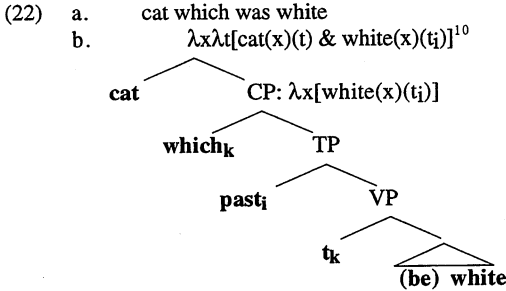 (22) a. cat which was white
b. λxλt[cat(x)(t) & white(x)(ti)]10
cat CP: λx[white(x)(ti)]
whichk TP
pasti VP
tk
(be) white